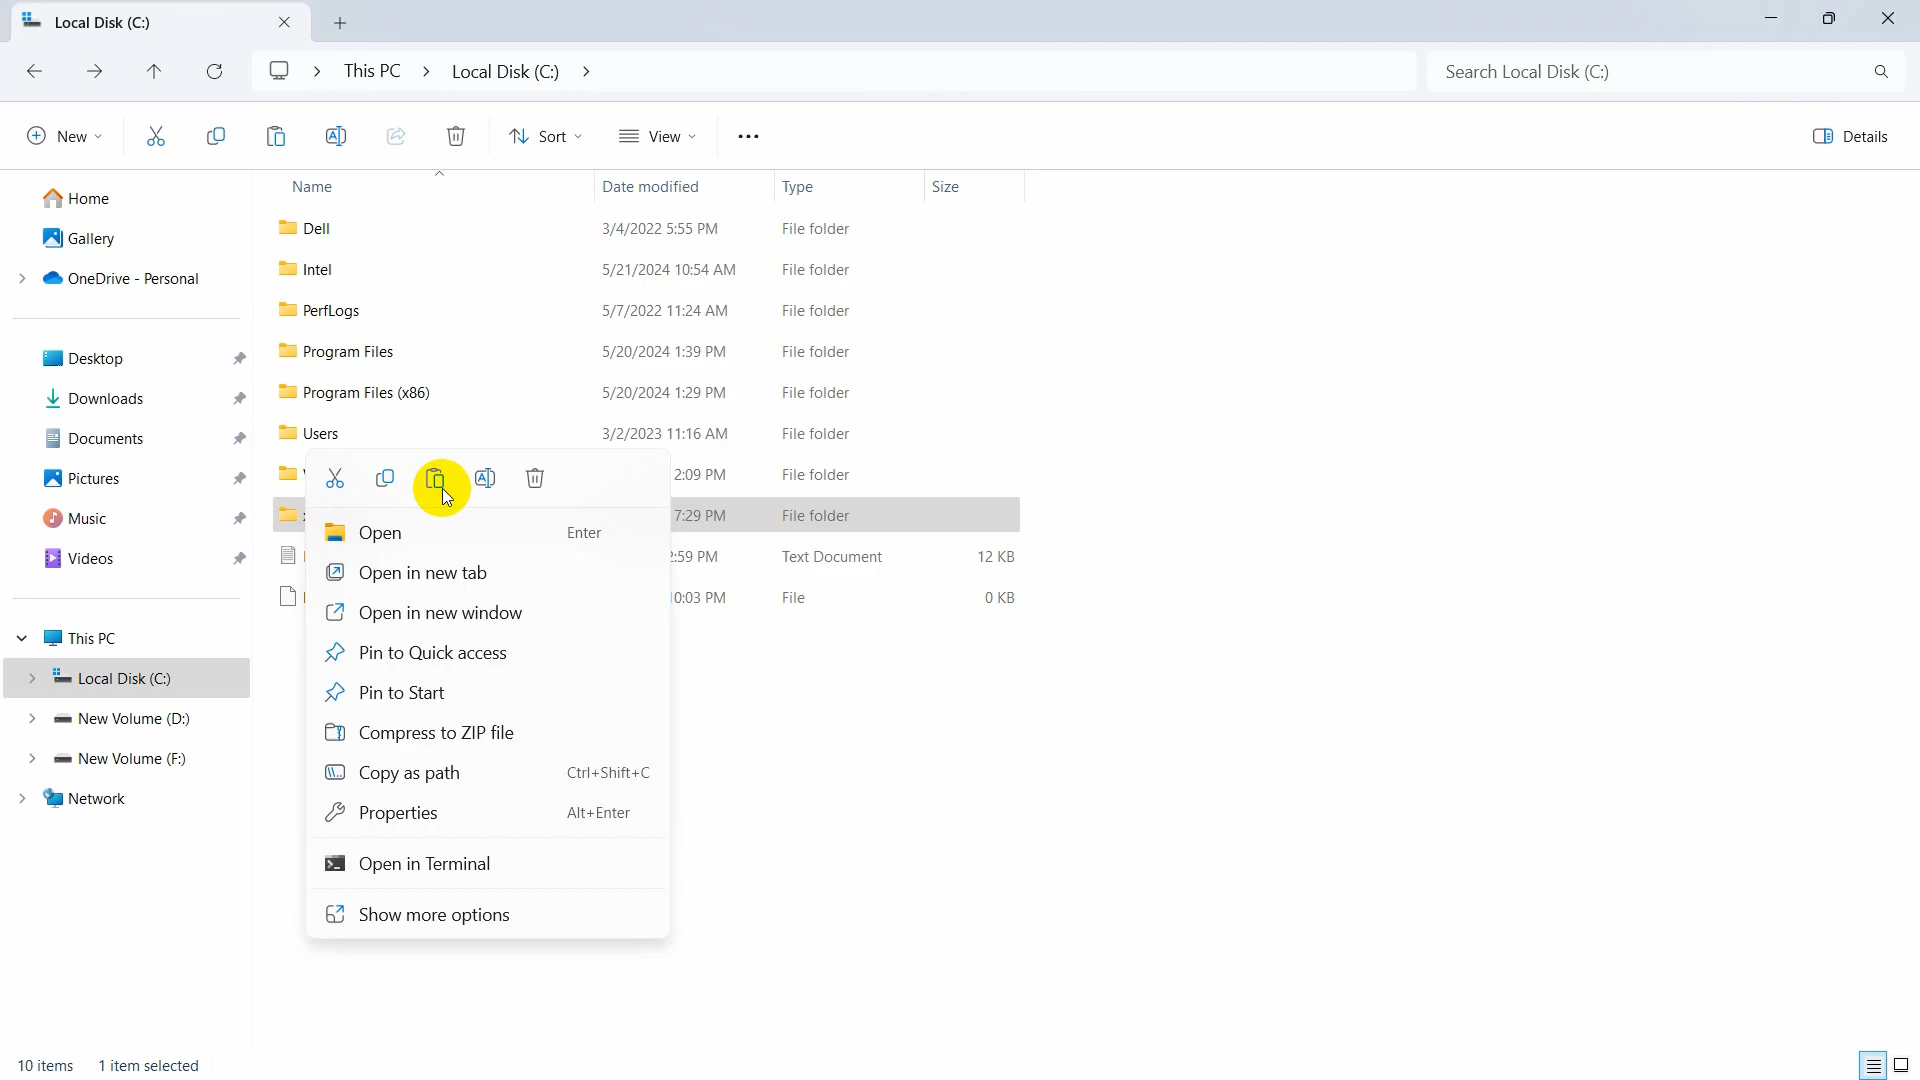 Local Disk (C:)
This PC
Local Disk (C:)
Search Local Disk (C:)
New
Sort
View
Details
Home
Gallery
OneDrive - Personal
Desktop
Downloads
Documents
Pictures
Music
Videos
This PC
Local Disk (C:)
New Volume (D:)
New Volume (F:)
Network
Name Date modified Type Size
Dell 3/4/2022 5:55 PM File folder
Intel 5/21/2024 10:54 AM File folder
PerfLogs 5/7/2022 11:24 AM File folder
Program Files 5/20/2024 1:39 PM File folder
Program Files (x86) 5/20/2024 1:29 PM File folder
Users 3/2/2023 11:16 AM File folder
2:09 PM File folder
7:29 PM File folder
:59 PM Text Document 12 KB
0:03 PM File 0 KB
Open Enter
Open in new tab
Open in new window
Pin to Quick access
Pin to Start
Compress to ZIP file
Copy as path Ctrl+Shift+C
Properties Alt+Enter
Open in Terminal
Show more options
10 items 1 item selected